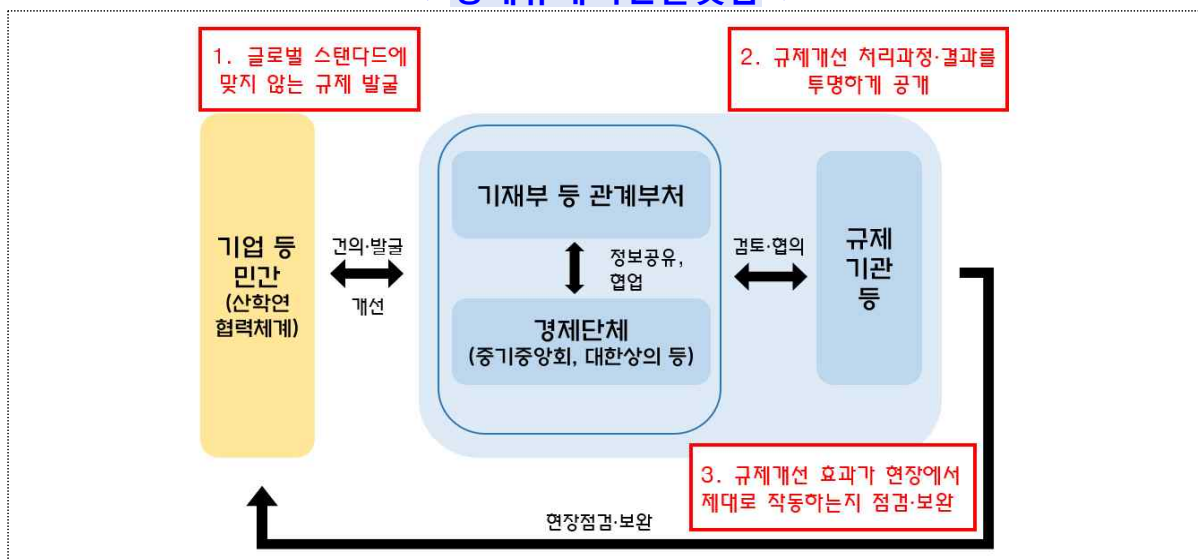 1. 글로벌 스탠다드에
맞지 않는 규제 발굴
2. 규제개선 처리과정·결과를
투명하게 공개
기업 등
민간
(산학연
협력체계)
건의·발굴
개선
기재부 등 관계부처
정보공유,
협업
경제단체
(중기중앙회, 대한상의 등)
검토·협의
규제
기관
등
3. 규제개선 효과가 현장에서
제대로 작동하는지 점검·보완
현장점검·보완